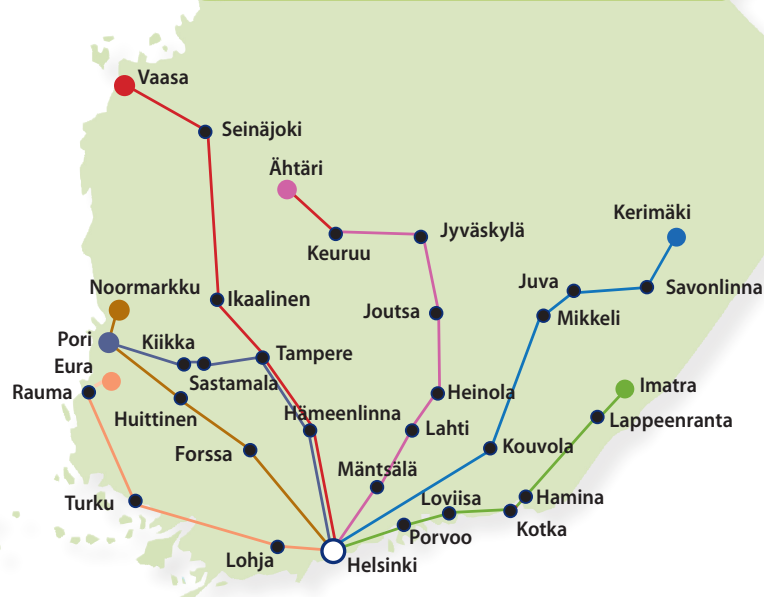 Vaasa
Seinäjoki
Ähtäri
Kerimäki
Jyväskylä
Keuruu
Juva
Savonlinna
Noormarkku
Ikaalinen
Joutsa
Mikkeli
Pori
Kiikka
Tampere
Eura
Sastamala
Imatra
Rauma
Heinola
Huittinen
Hämeenlinna
Lappeenranta
Lahti
Forssa
Kouvola
Mäntsälä
Loviisa
Hamina
Turku
Porvoo
Kotka
Lohja
Helsinki